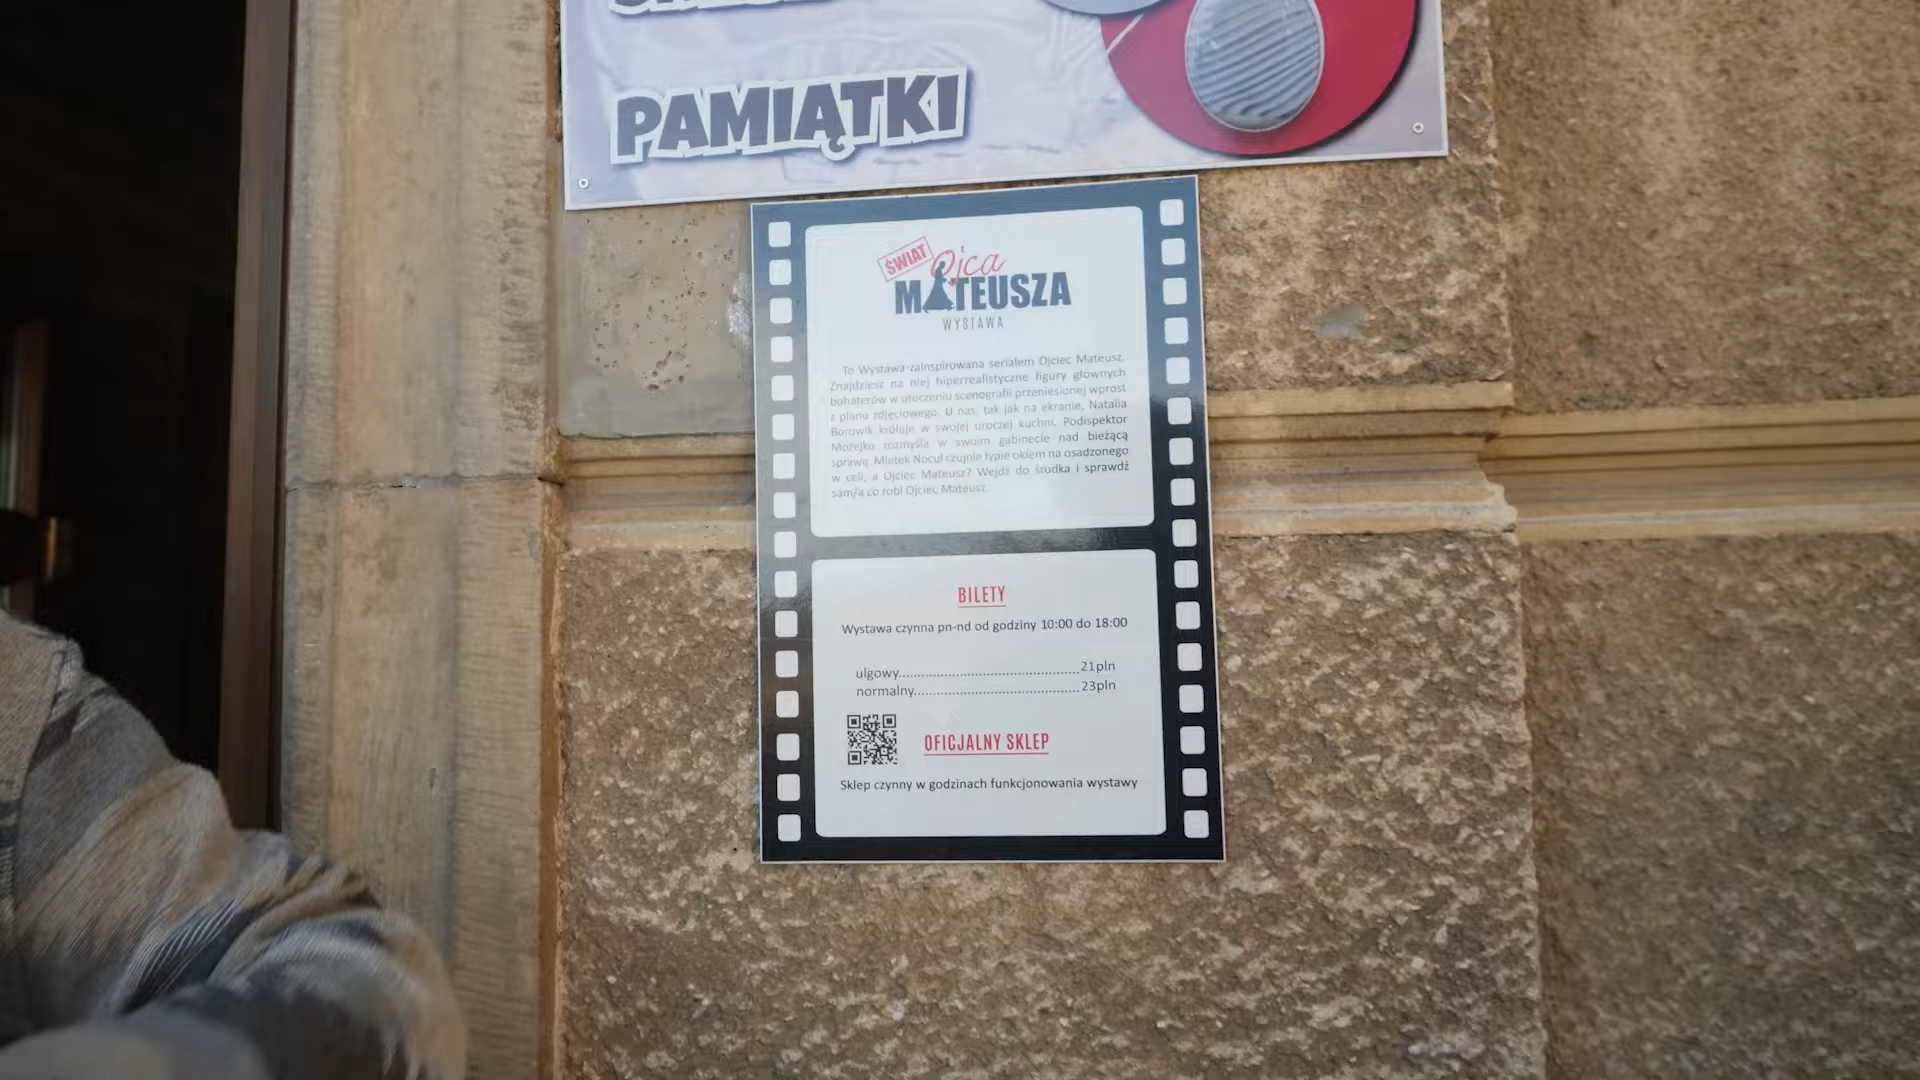 PAMIĄTKI
ŚWIAT
Ojca
MATEUSZA
WYSTAWA
To Wystawa zainspirowana serialem Ojciec Mateusz.
Znajdziesz na niej hiperrealistyczne figury głownych
bohaterów w otoczeniu scenografii przeniesionej wprost
z planu zdjęciowego. U nas, tak jak na ekranie, Natalia
Borowik króluje w swojej uroczej kuchni. Podispektor
Możejko rozmyśla w swoim gabinecie nad bieżącą
sprawą. Mietek Nocul czujnie łypie okiem na osadzonego
w celi, a Ojciec Mateusz? Wejdź do środka i sprawdź
sam/a co robi Ojciec Mateusz.
BILETY
Wystawa czynna pn-nd od godziny 10:00 do 18:00
ulgowy.............................................21pln
normalny.........................................23pln
OFICJALNY SKLEP
Sklep czynny w godzinach funkcjonowania wystawy